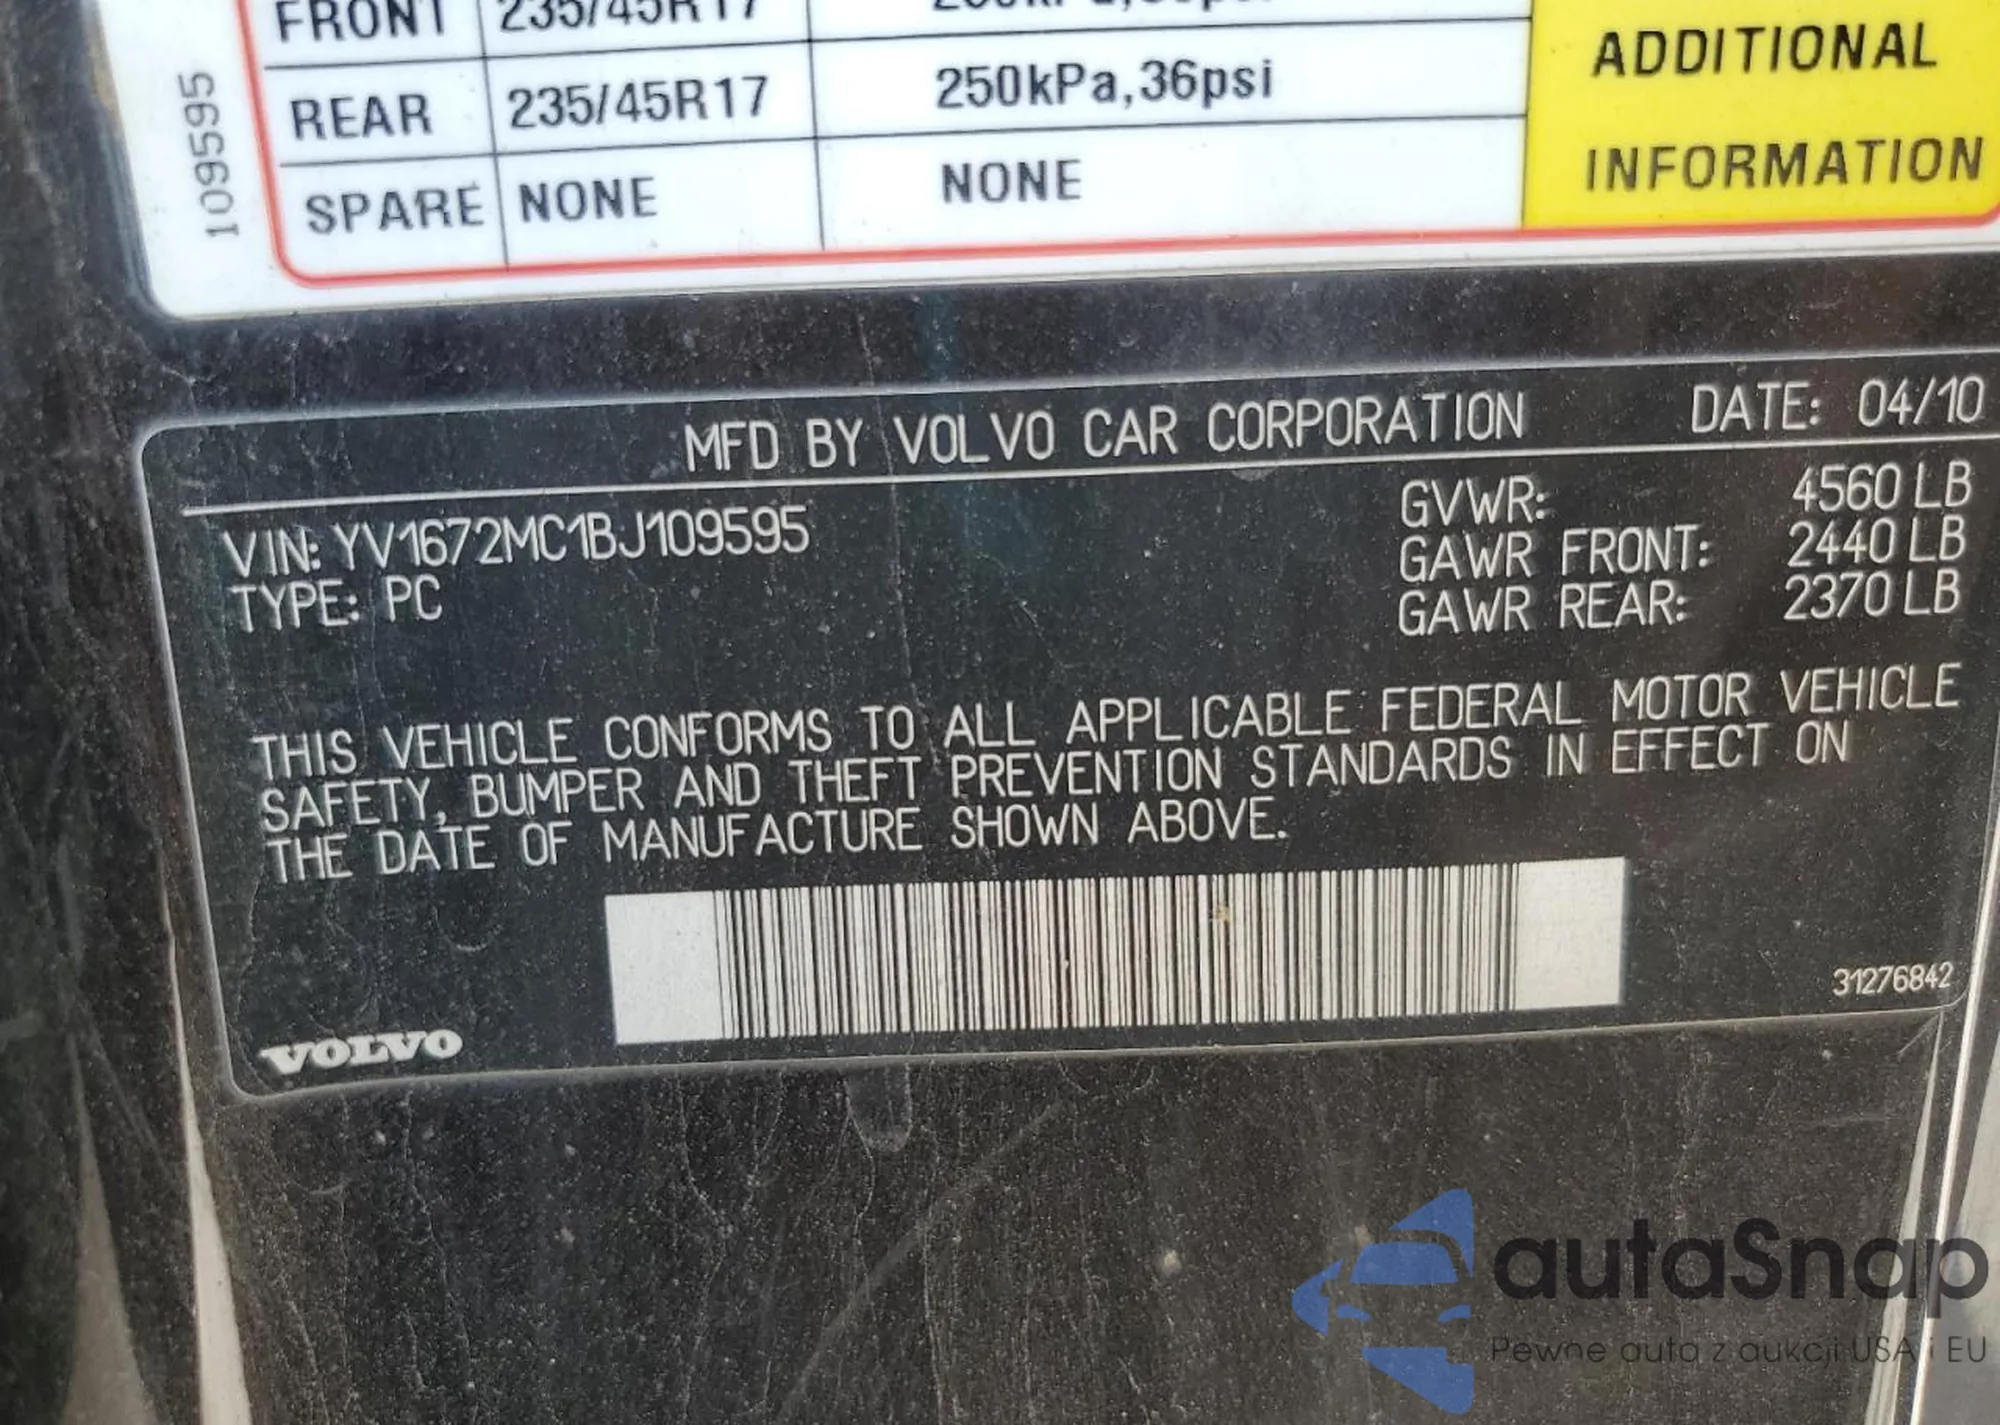 FRONT 235/45R17
REAR 235/45R17 250kPa,36psi
SPARE NONE NONE
ADDITIONAL
INFORMATION
109595
MFD BY VOLVO CAR CORPORATION DATE: 04/10
VIN: YV1672MC1BJ109595 GVWR: 4560 LB
TYPE: PC GAWR FRONT: 2440 LB
GAWR REAR: 2370 LB
THIS VEHICLE CONFORMS TO ALL APPLICABLE FEDERAL MOTOR VEHICLE
SAFETY, BUMPER AND THEFT PREVENTION STANDARDS IN EFFECT ON
THE DATE OF MANUFACTURE SHOWN ABOVE.
31276842
VOLVO
autaSnap
Pewne auta z aukcji USA i EU